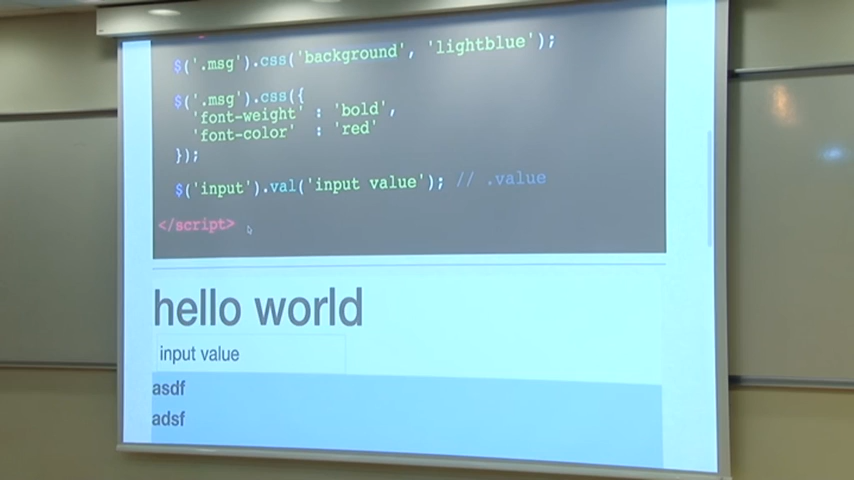 $('.msg').css('background', 'lightblue');
$('.msg').css({
'font-weight' : 'bold',
'font-color' : 'red'
});
$('input').val('input value'); // .value
</script>
hello world
input value
asdf
adsf